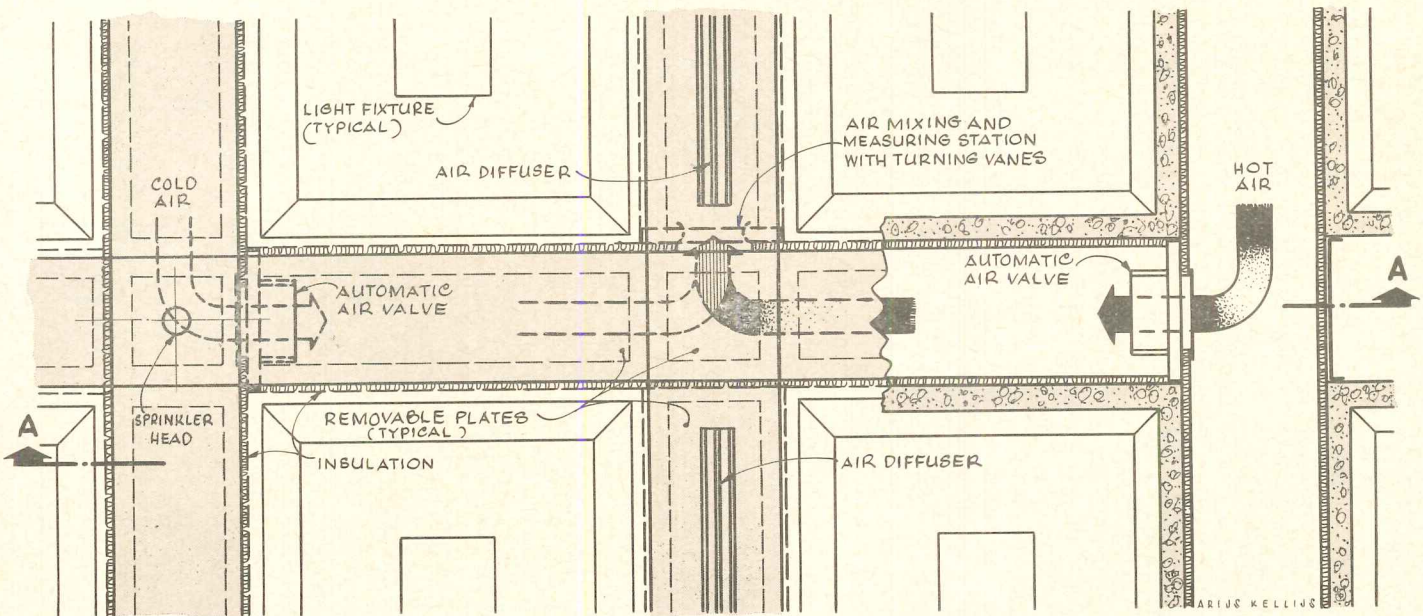 LIGHT FIXTURE
(TYPICAL)
AIR DIFFUSER
AIR MIXING AND
MEASURING STATION
WITH TURNING VANES
HOT
AIR
COLD
AIR
AUTOMATIC
AIR VALVE
AUTOMATIC
AIR VALVE
A
A
SPRINKLER
HEAD
REMOVABLE PLATES
(TYPICAL)
INSULATION
AIR DIFFUSER
ARIJS KELLIJS